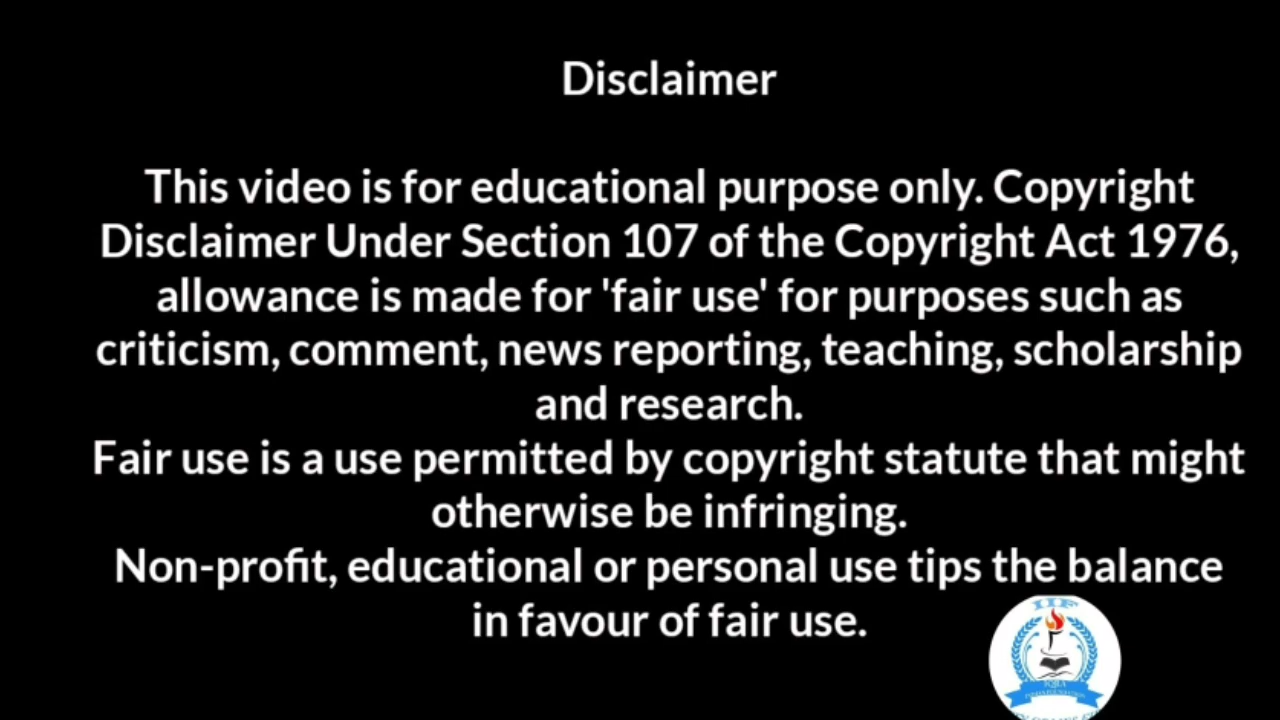 Disclaimer
This video is for educational purpose only. Copyright
Disclaimer Under Section 107 of the Copyright Act 1976,
allowance is made for 'fair use' for purposes such as
criticism, comment, news reporting, teaching, scholarship
and research.
Fair use is a use permitted by copyright statute that might
otherwise be infringing.
Non-profit, educational or personal use tips the balance
in favour of fair use.
IIF